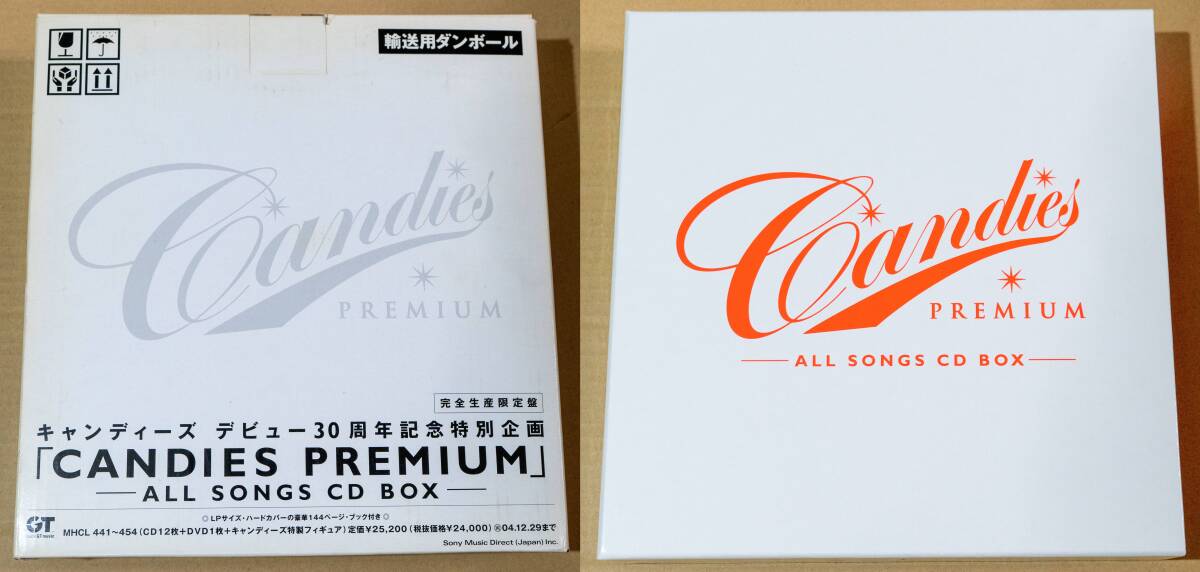 輸送用ダンボール
Candies
PREMIUM
完全生産限定盤
キャンディーズ デビュー30周年記念特別企画
「CANDIES PREMIUM」
ALL SONGS CD BOX
◎LPサイズ・ハードカバーの豪華144ページ・ブック付き◎
GT
MHCL 441~454(CD12枚+DVD1枚+キャンディーズ特製フィギュア)定価¥25,200(税抜価格¥24,000)Ⓡ04.12.29まで
Sony Music Direct (Japan) Inc.
Candies
PREMIUM
ALL SONGS CD BOX